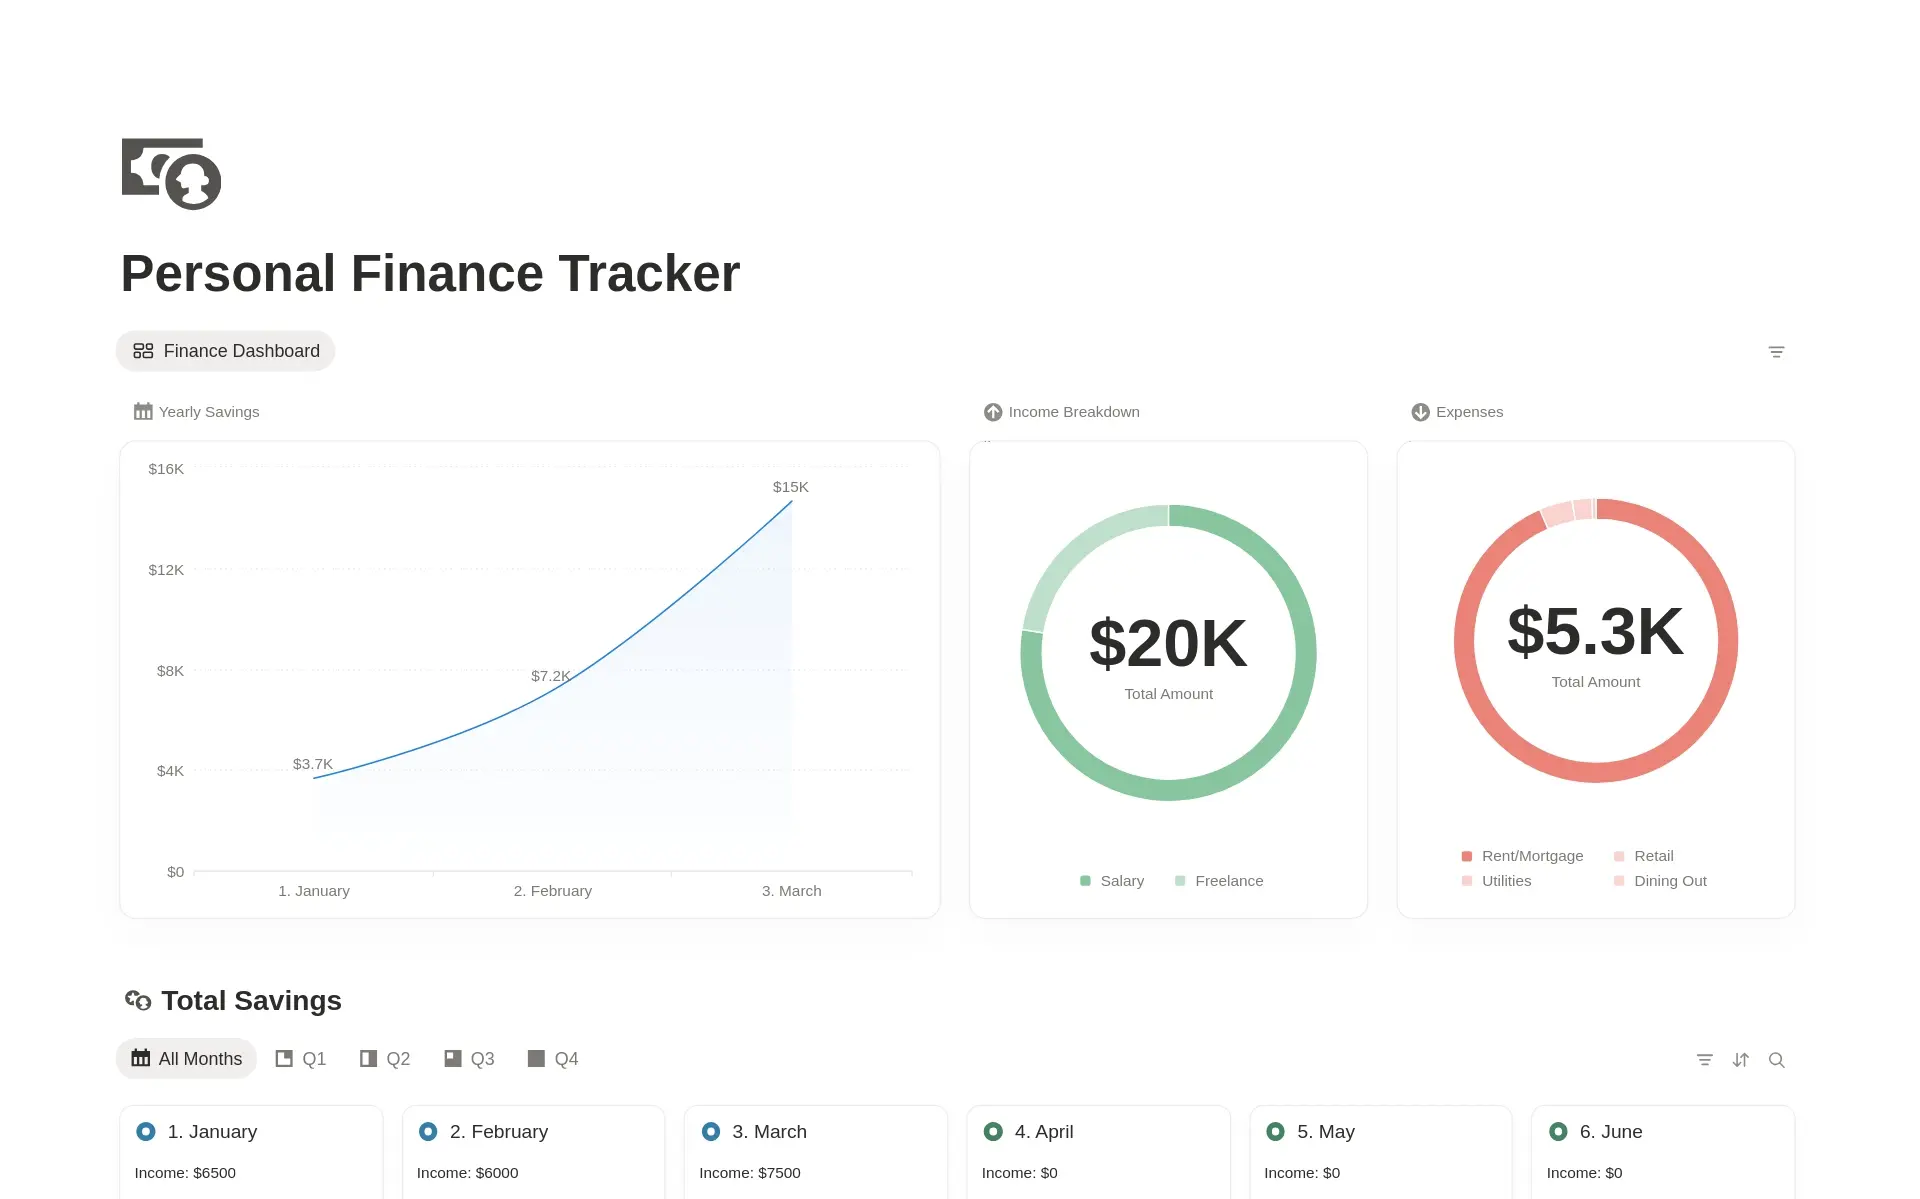 Personal Finance Tracker
Finance Dashboard
Yearly Savings
$16K
$12K
$8K
$4K
$0
$3.7K
$7.2K
$15K
1. January
2. February
3. March
Income Breakdown
$20K
Total Amount
Salary
Freelance
Expenses
$5.3K
Total Amount
Rent/Mortgage
Retail
Utilities
Dining Out
Total Savings
All Months
Q1
Q2
Q3
Q4
1. January
Income: $6500
2. February
Income: $6000
3. March
Income: $7500
4. April
Income: $0
5. May
Income: $0
6. June
Income: $0